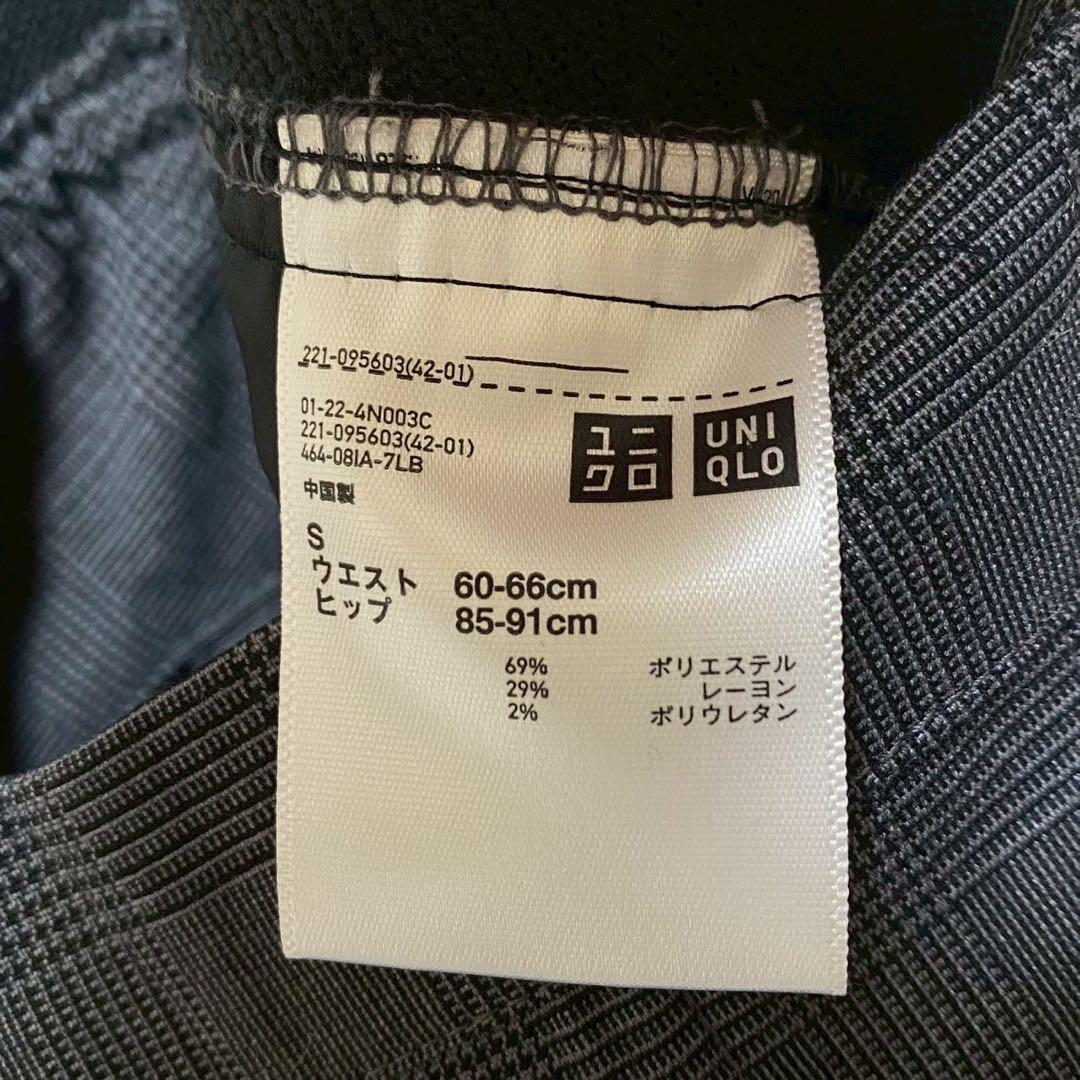 221-095603(42-01)
01-22-4N003C
221-095603(42-01)
464-08IA-7LB
中国製
ユニ
クロ
UNI
QLO
S
ウエスト 60-66cm
ヒップ 85-91cm
69% ポリエステル
29% レーヨン
2% ポリウレタン